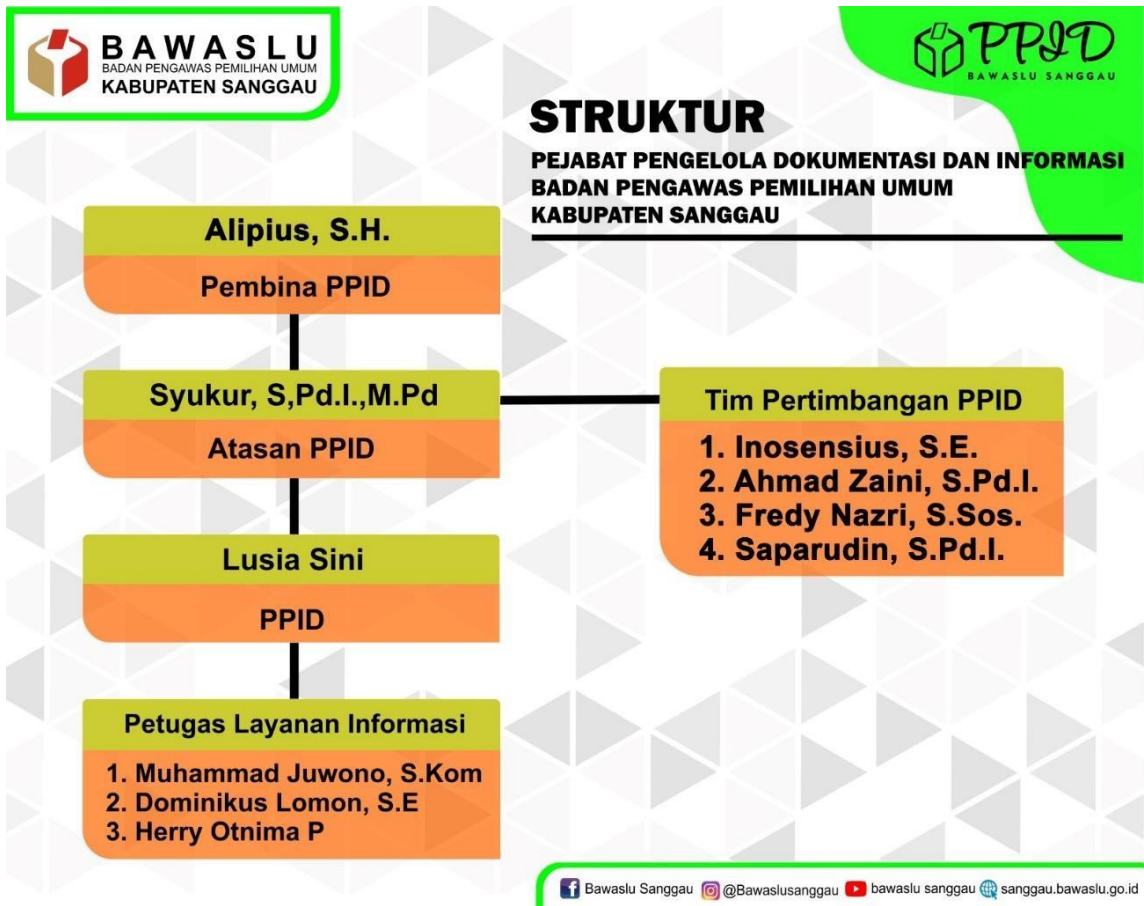 BAWASLU
BADAN PENGAWAS PEMILIHAN UMUM
KABUPATEN SANGGAU
PPID
BAWASLU SANGGAU
STRUKTUR
PEJABAT PENGELOLA DOKUMENTASI DAN INFORMASI
BADAN PENGAWAS PEMILIHAN UMUM
KABUPATEN SANGGAU
Alipius, S.H.
Pembina PPID
Syukur, S,Pd.I.,M.Pd
Atasan PPID
Tim Pertimbangan PPID
1. Inosensius, S.E.
2. Ahmad Zaini, S.Pd.I.
3. Fredy Nazri, S.Sos.
4. Saparudin, S.Pd.I.
Lusia Sini
PPID
Petugas Layanan Informasi
1. Muhammad Juwono, S.Kom
2. Dominikus Lomon, S.E
3. Herry Otnima P
Bawaslu Sanggau @Bawaslusanggau bawaslu sanggau sanggau.bawaslu.go.id